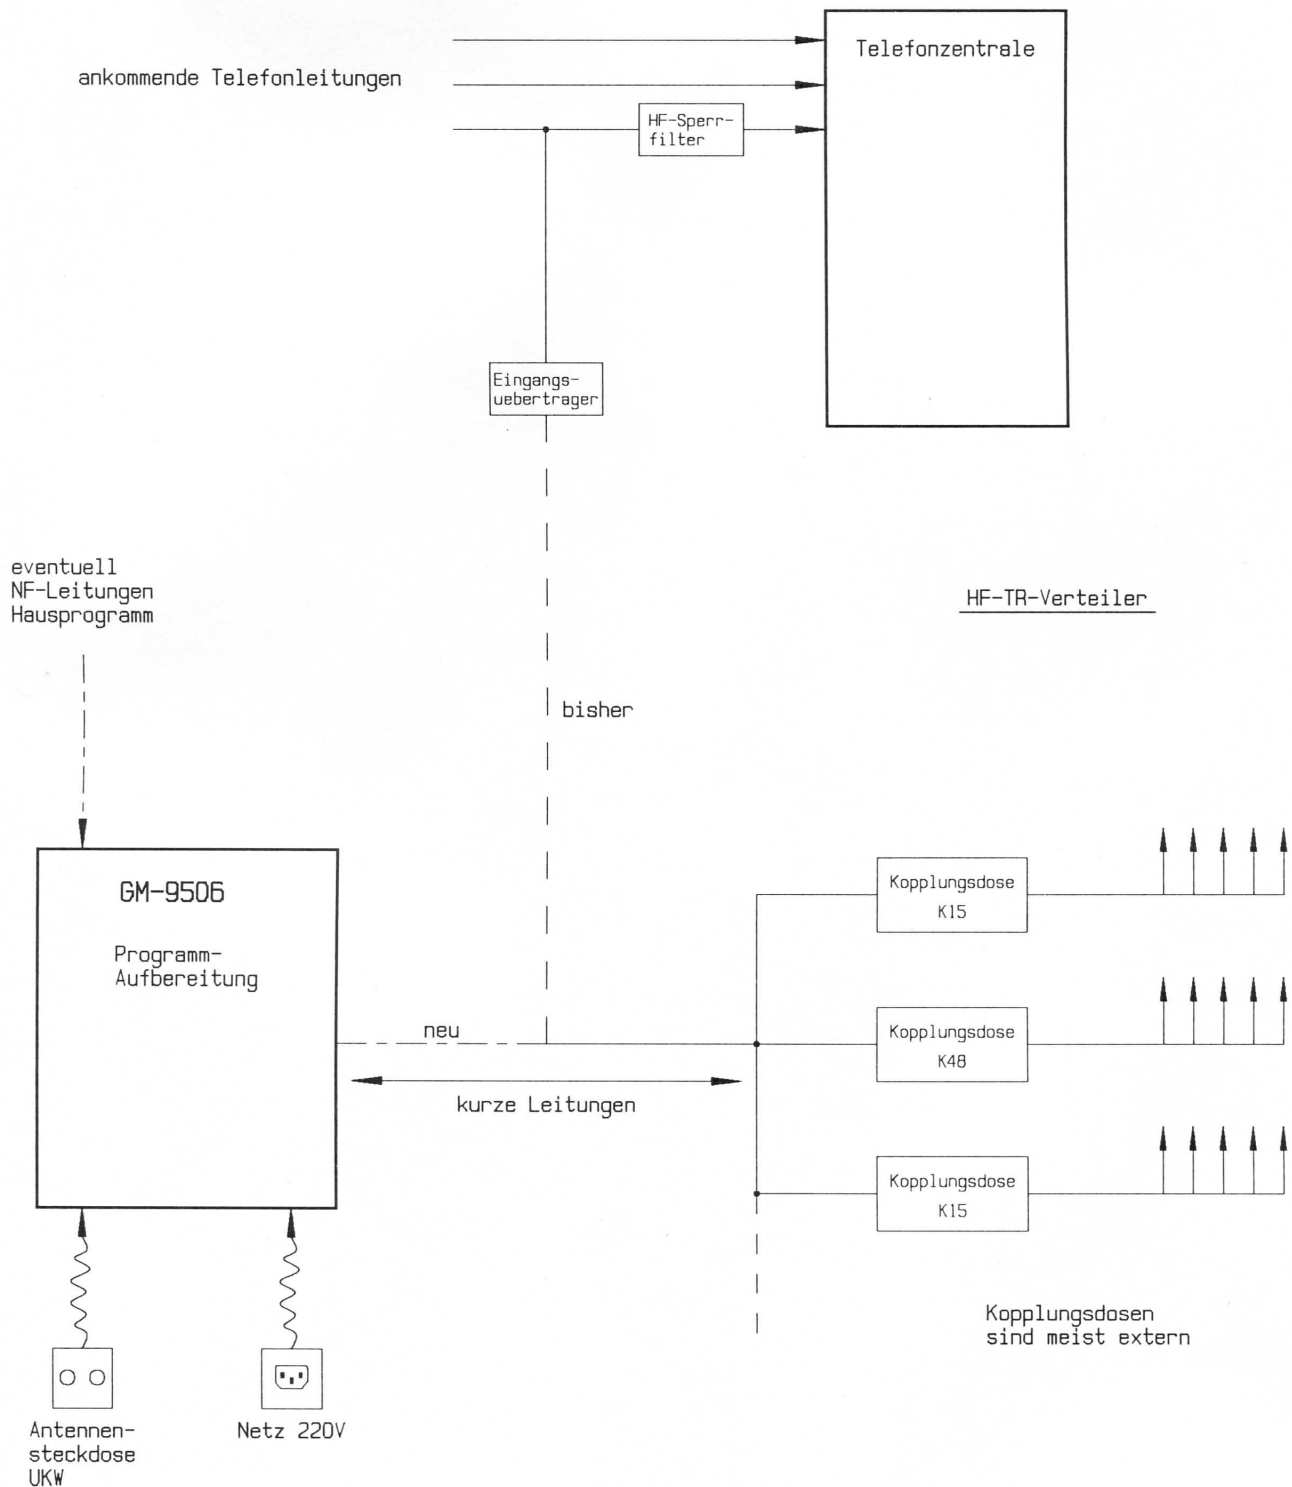 Telefonzentrale
ankommende Telefonleitungen
HF-Sperr-
filter
Eingangs-
uebertrager
eventuell
NF-Leitungen
Hausprogramm
HF-TR-Verteiler
bisher
GM-9506
Programm-
Aufbereitung
neu
kurze Leitungen
Kopplungsdose
K15
Kopplungsdose
K48
Kopplungsdose
K15
Kopplungsdosen
sind meist extern
Antennen-
steckdose
UKW
Netz 220V